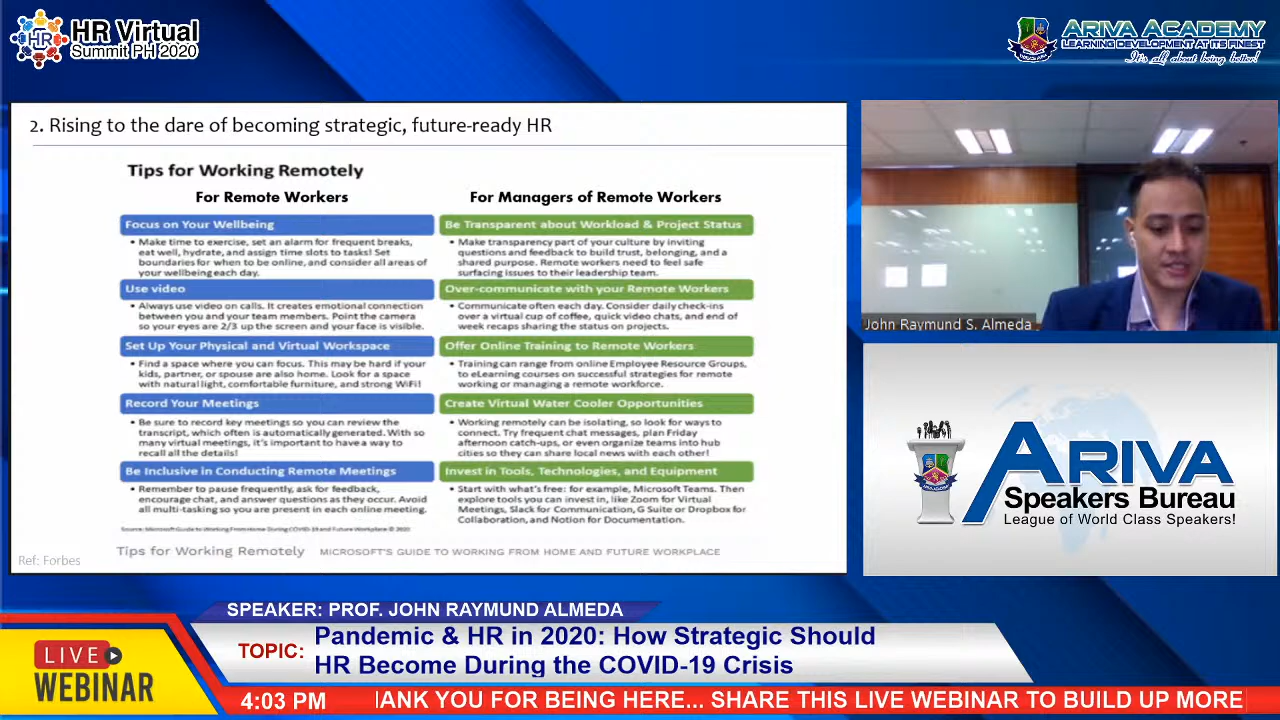 HR Virtual
Summit PH 2020
HR
ARIVA ACADEMY
LEARNING DEVELOPMENT AT ITS FINEST
It's all about being better!
2. Rising to the dare of becoming strategic, future-ready HR
Tips for Working Remotely
For Remote Workers
Focus on Your Wellbeing
• Make time to exercise, set an alarm for frequent breaks,
eat well, hydrate, and assign time slots to tasks! Set
boundaries for when to be online, and consider all areas of
your wellbeing each day.
Use video
• Always use video on calls. It creates emotional connection
between you and your team members. Point the camera
so your eyes are 2/3 up the screen and your face is visible.
Set Up Your Physical and Virtual Workspace
• Find a space where you can focus. This may be hard if your
kids, partner, or spouse are also home. Look for a space
with natural light, comfortable furniture, and strong WiFi!
Record Your Meetings
• Be sure to record key meetings so you can review the
transcript, which often is automatically generated. With so
many virtual meetings, it's important to have a way to
recall all the details!
Be Inclusive in Conducting Remote Meetings
• Remember to pause frequently, ask for feedback,
encourage chat, and answer questions as they occur. Avoid
all multi-tasking so you are present in each online meeting.
For Managers of Remote Workers
Be Transparent about Workload & Project Status
• Make transparency part of your culture by inviting
questions and feedback to build trust, belonging, and a
shared purpose. Remote workers need to feel safe
surfacing issues to their leadership team.
Over-communicate with your Remote Workers
• Communicate often each day. Consider daily check-ins
over a virtual cup of coffee, quick video chats, and end of
week recaps sharing the status on projects.
Offer Online Training to Remote Workers
• Training can range from online Employee Resource Groups,
to eLearning courses on successful strategies for remote
working or managing a remote workforce.
Create Virtual Water Cooler Opportunities
• Working remotely can be isolating, so look for ways to
connect. Try frequent chat messages, plan Friday
afternoon catch-ups, or even organize teams into hub
cities so they can share local news with each other!
Invest in Tools, Technologies, and Equipment
• Start with what's free: for example, Microsoft Teams. Then
explore tools you can invest in, like Zoom for Virtual
Meetings, Slack for Communication, G Suite or Dropbox for
Collaboration, and Notion for Documentation.
Source: Microsoft Guide to Working From Home During COVID-19 and Future Workplace © 2020
Tips for Working Remotely MICROSOFT'S GUIDE TO WORKING FROM HOME AND FUTURE WORKPLACE
Ref: Forbes
John Raymund S. Almeda
ARIVA
Speakers Bureau
League of World Class Speakers!
SPEAKER: PROF. JOHN RAYMUND ALMEDA
TOPIC:
Pandemic & HR in 2020: How Strategic Should
HR Become During the COVID-19 Crisis
LIVE
WEBINAR
4:03 PM
ANK YOU FOR BEING HERE... SHARE THIS LIVE WEBINAR TO BUILD UP MORE